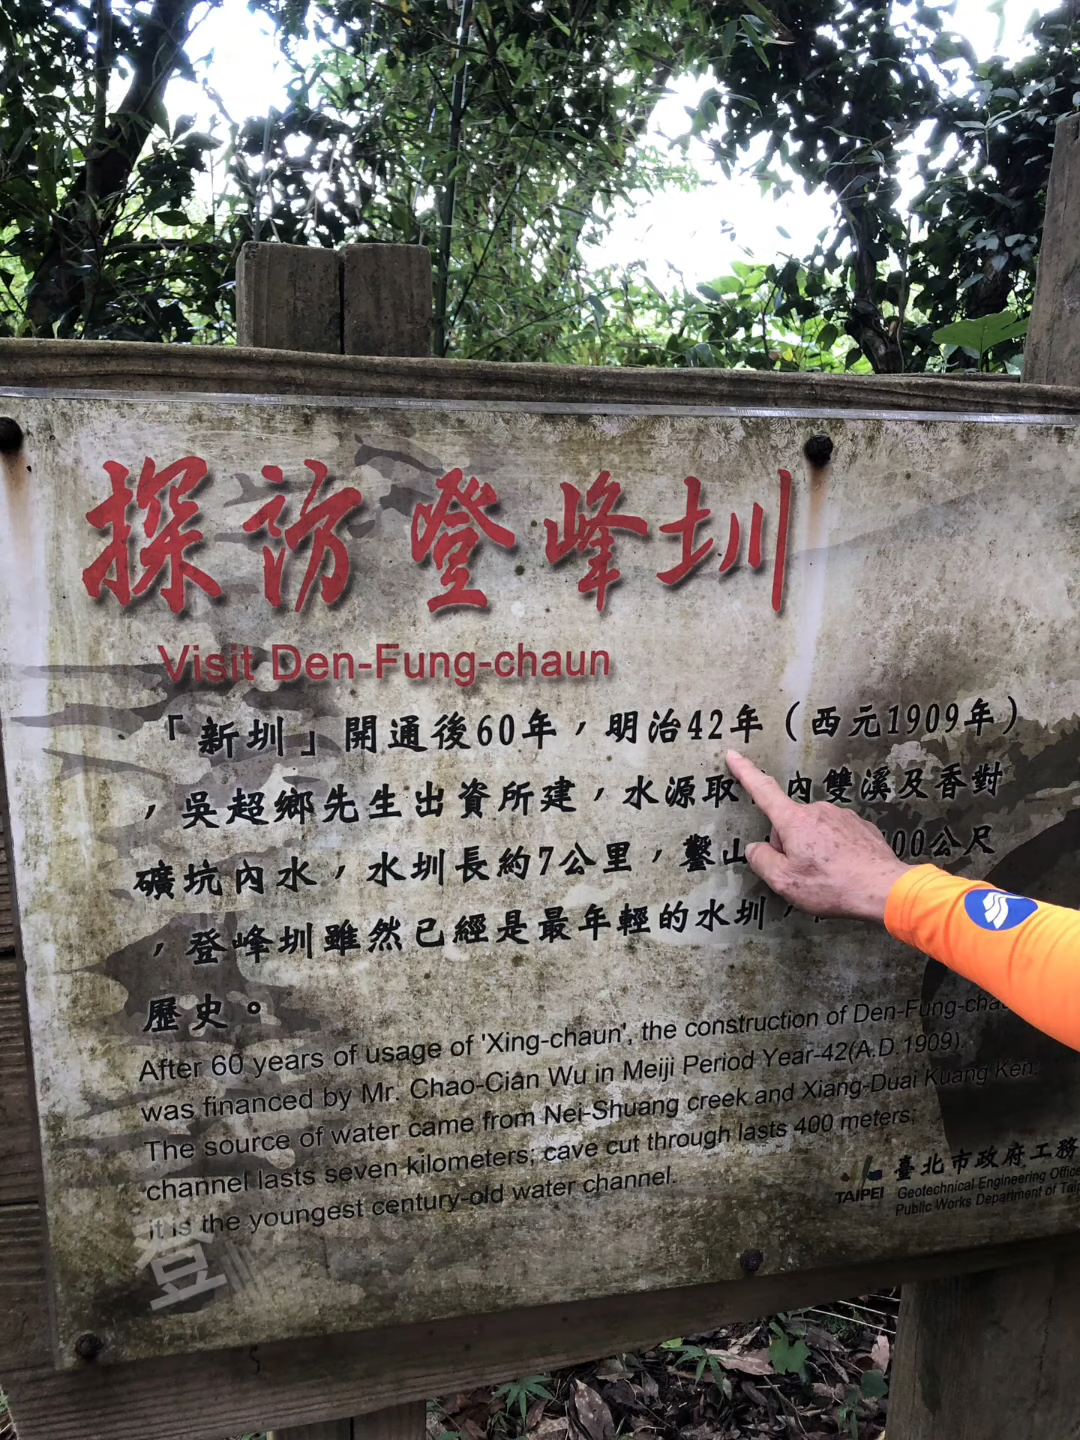 探訪登峰圳
Visit Den-Fung-chaun
「新圳」開通後60年，明治42年（西元1909年）
，吳超鄉先生出資所建，水源取 內雙溪及香對
礦坑內水，水圳長約7公里，鑿山 00公尺
，登峰圳雖然已經是最年輕的水圳，
歷史。
After 60 years of usage of 'Xing-chaun', the construction of Den-Fung-chau
was financed by Mr. Chao-Cian Wu in Meiji Period Year-42(A.D.1909).
The source of water came from Nei-Shuang creek and Xiang-Duai Kuang Ken.
channel lasts seven kilometers; cave cut through lasts 400 meters;
it is the youngest century-old water channel.
登圳
TAIPEI
臺北市政府工務
Geotechnical Engineering Office
Public Works Department of Taip